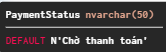 PaymentStatus nvarchar(50)
DEFAULT N'Chờ thanh toán'